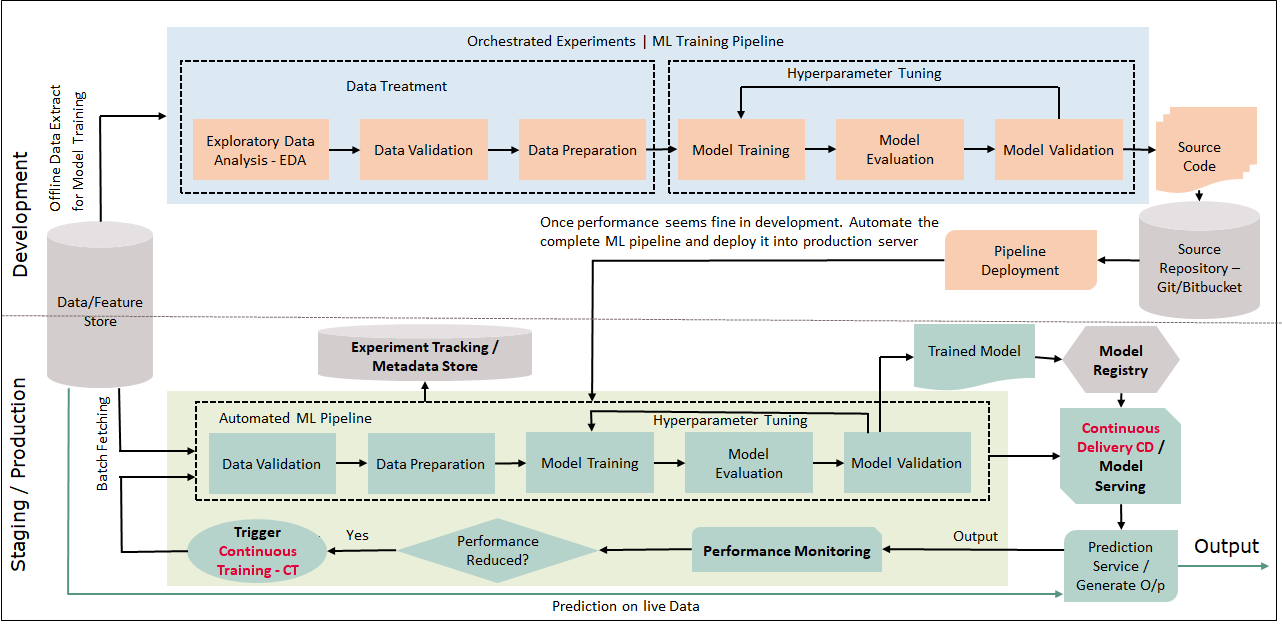 Orchestrated Experiments | ML Training Pipeline
Development
Offline Data Extract
for Model Training
Data Treatment
Hyperparameter Tuning
Exploratory Data
Analysis - EDA
Data Validation
Data Preparation
Model Training
Model
Evaluation
Model Validation
Source
Code
Once performance seems fine in development. Automate the
complete ML pipeline and deploy it into production server
Pipeline
Deployment
Source
Repository –
Git/Bitbucket
Data/Feature
Store
Staging / Production
Batch Fetching
Experiment Tracking /
Metadata Store
Trained Model
Model
Registry
Automated ML Pipeline
Hyperparameter Tuning
Data Validation
Data Preparation
Model Training
Model
Evaluation
Model Validation
Continuous
Delivery CD /
Model
Serving
Trigger
Continuous
Training - CT
Yes
Performance
Reduced?
Performance Monitoring
Output
Prediction
Service /
Generate O/p
Output
Prediction on live Data